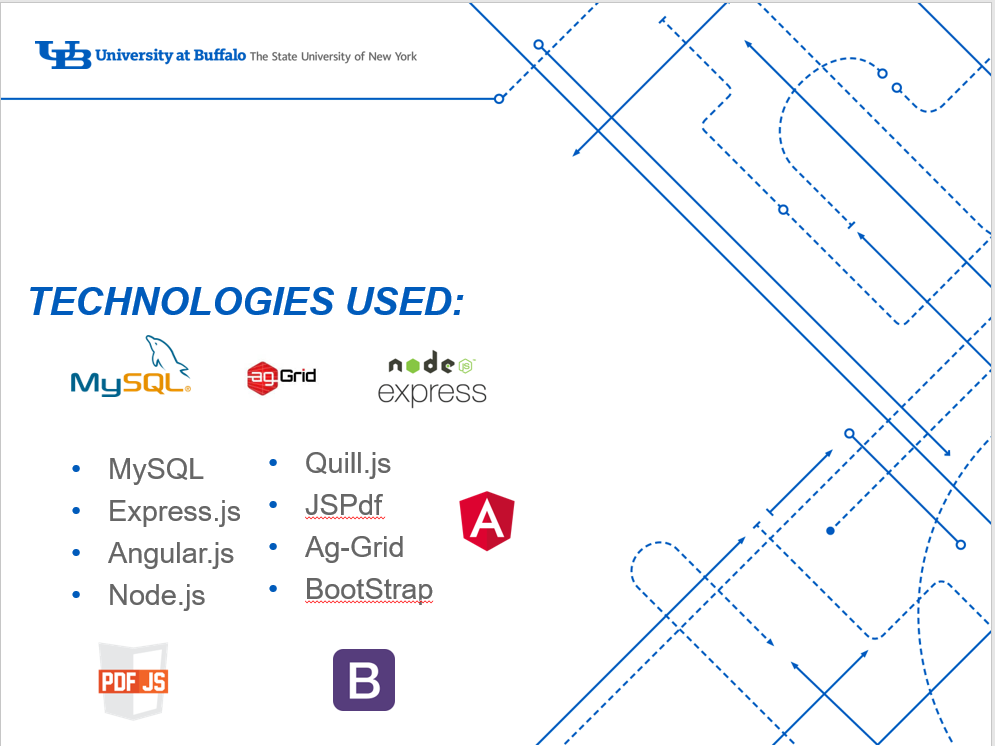 UB University at Buffalo The State University of New York
TECHNOLOGIES USED:
MySQL®
ag-Grid
node JS™
express
• MySQL
• Express.js
• Angular.js
• Node.js
• Quill.js
• JSPdf
• Ag-Grid
• BootStrap
A
PDF JS
B